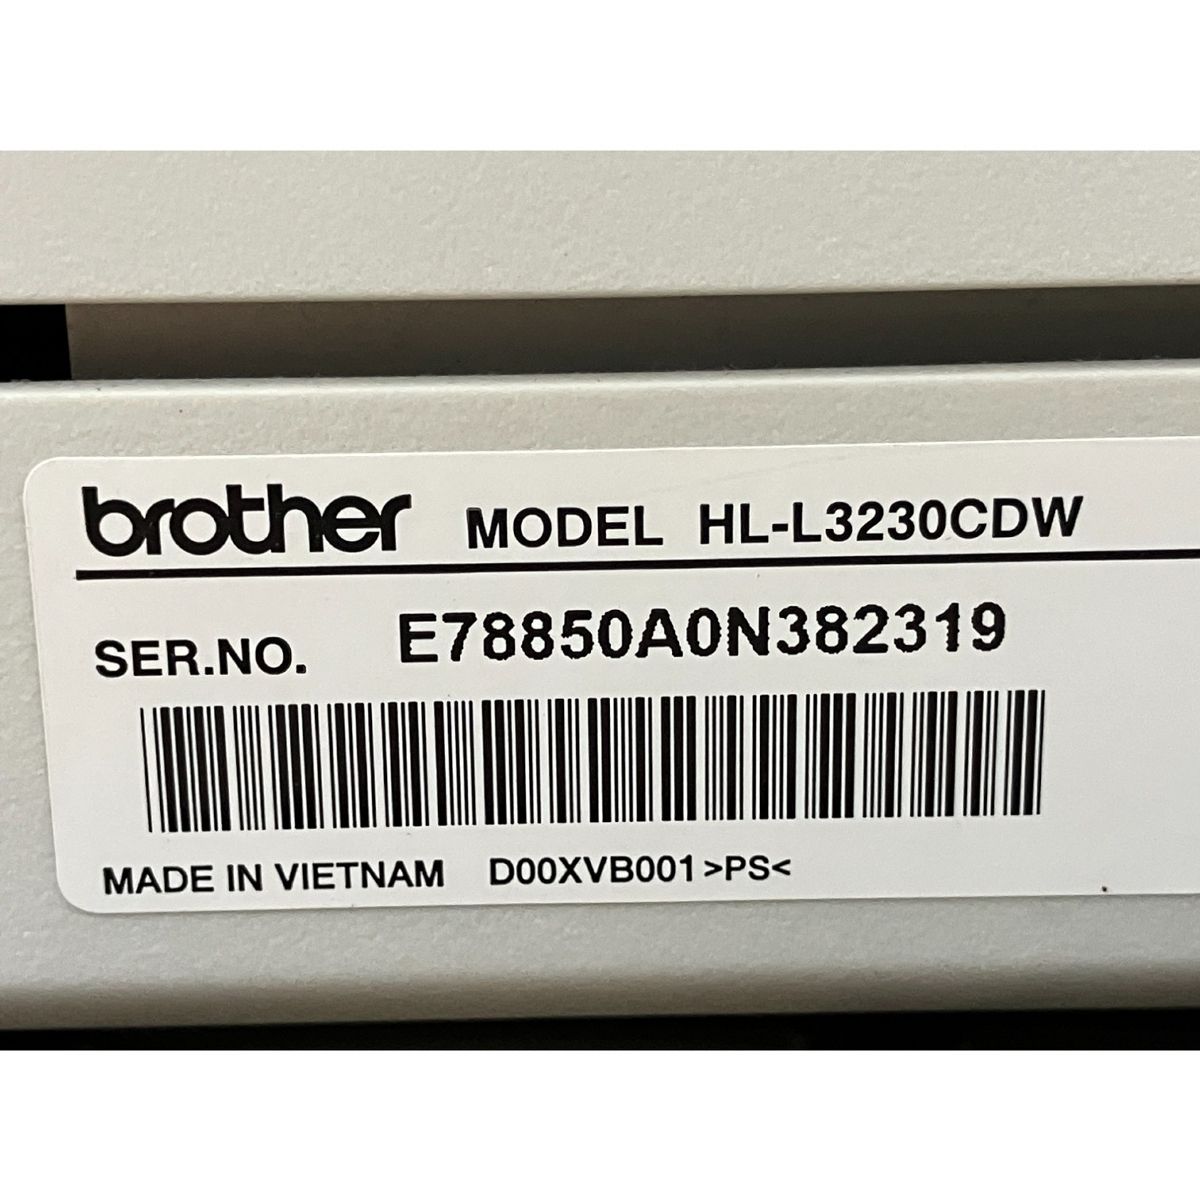 brother MODEL HL-L3230CDW
SER.NO. E78850A0N382319
MADE IN VIETNAM D00XVB001 >PS<